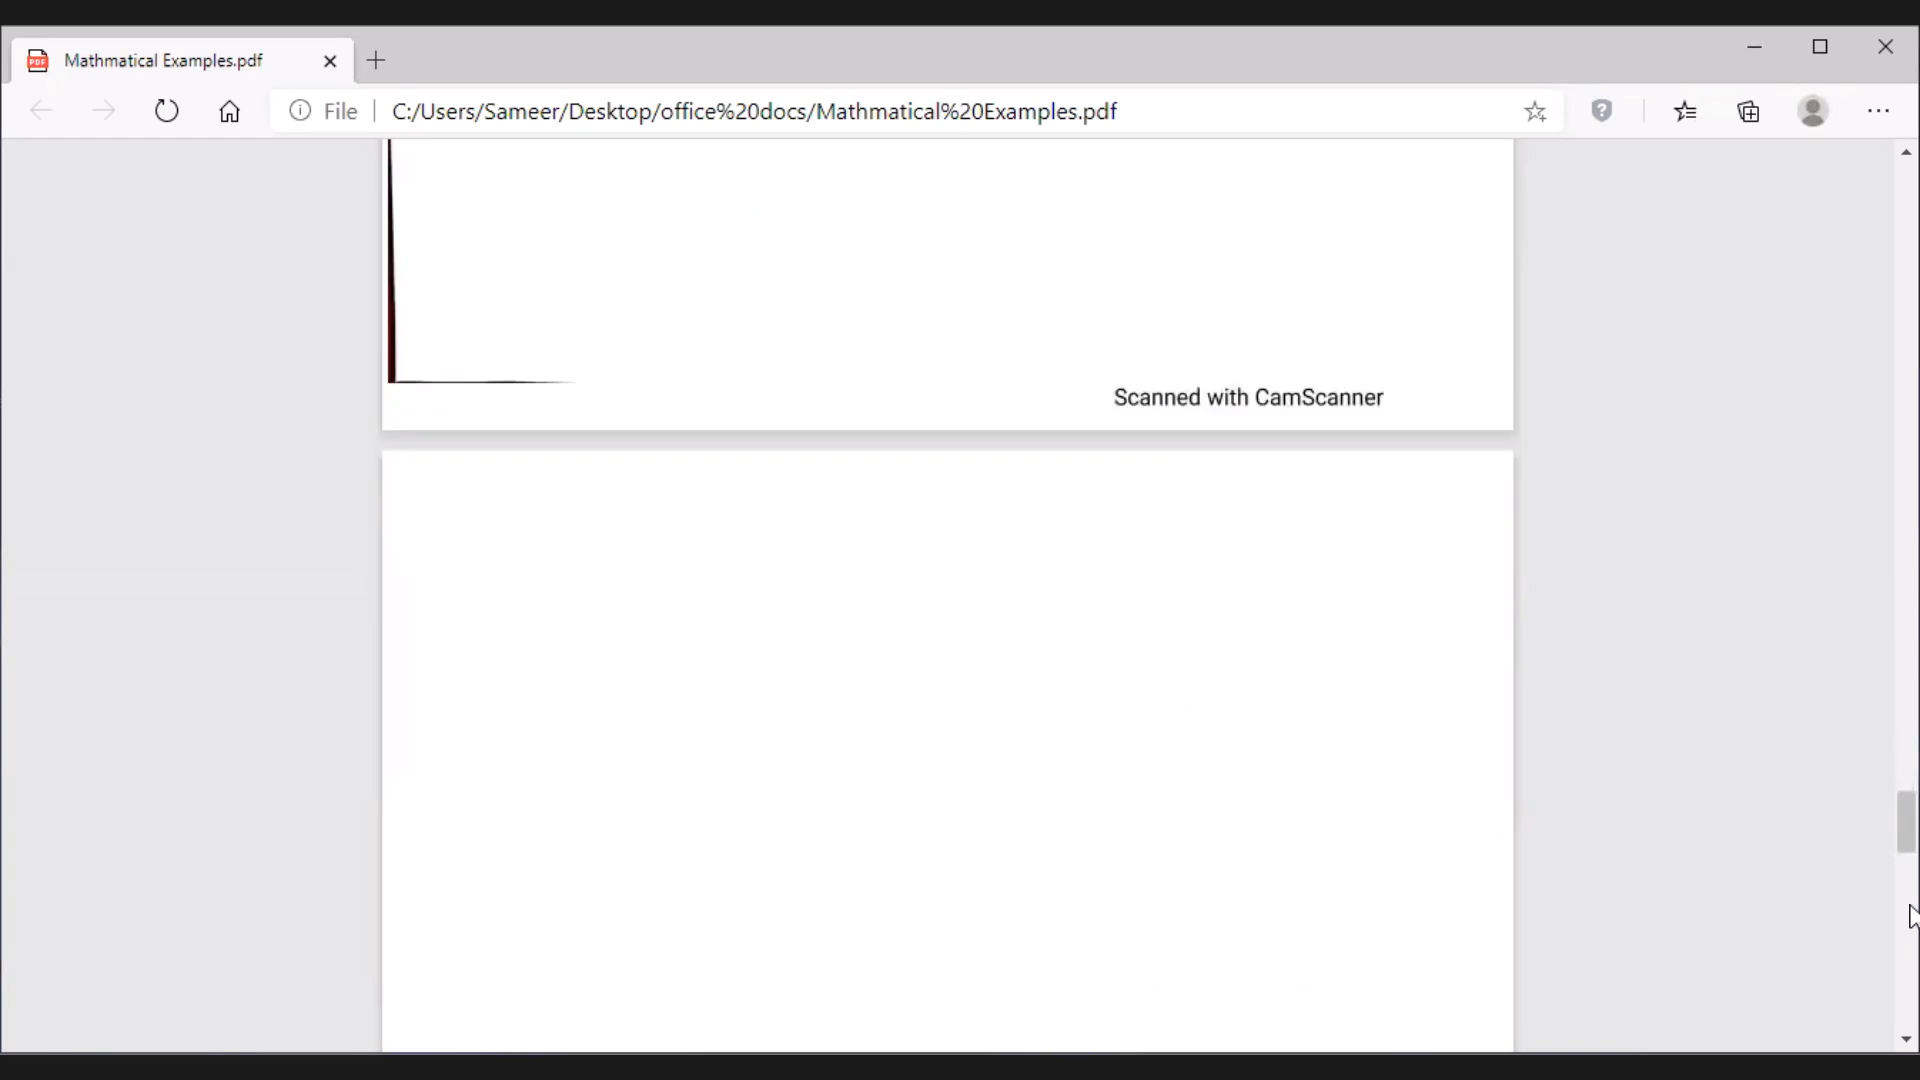 Mathmatical Examples.pdf
File
C:/Users/Sameer/Desktop/office%20docs/Mathmatical%20Examples.pdf
Scanned with CamScanner